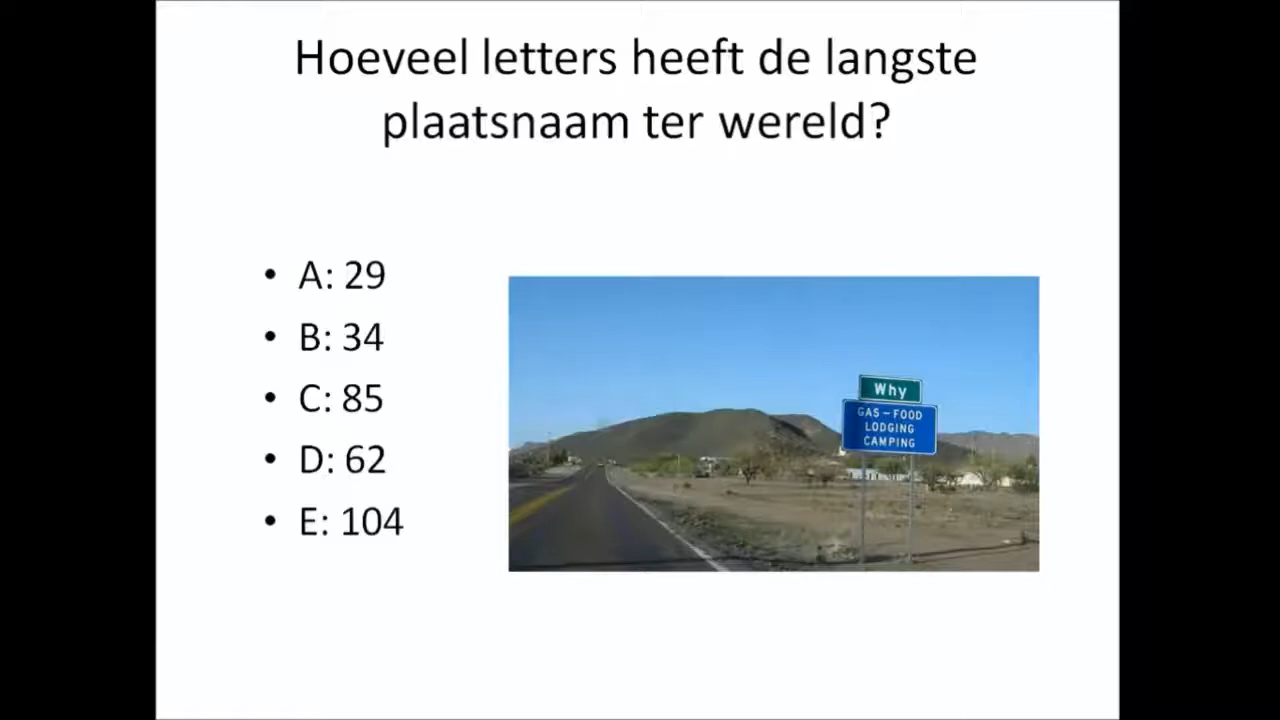 Hoeveel letters heeft de langste
plaatsnaam ter wereld?
• A: 29
• B: 34
• C: 85
• D: 62
• E: 104
Why
GAS – FOOD
LODGING
CAMPING